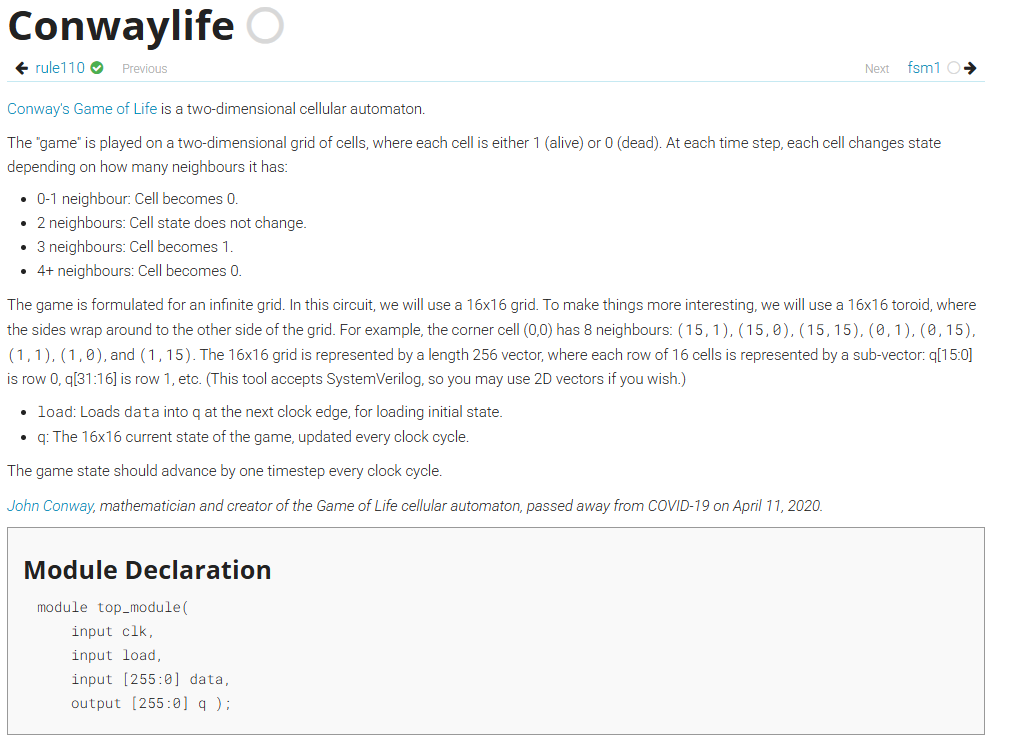 Conwaylife
rule110 Previous Next fsm1
Conway's Game of Life is a two-dimensional cellular automaton.
The "game" is played on a two-dimensional grid of cells, where each cell is either 1 (alive) or 0 (dead). At each time step, each cell changes state
depending on how many neighbours it has:
• 0-1 neighbour: Cell becomes 0.
• 2 neighbours: Cell state does not change.
• 3 neighbours: Cell becomes 1.
• 4+ neighbours: Cell becomes 0.
The game is formulated for an infinite grid. In this circuit, we will use a 16x16 grid. To make things more interesting, we will use a 16x16 toroid, where
the sides wrap around to the other side of the grid. For example, the corner cell (0,0) has 8 neighbours: (15,1), (15,0), (15,15), (0,1), (0,15),
(1,1), (1,0), and (1,15). The 16x16 grid is represented by a length 256 vector, where each row of 16 cells is represented by a sub-vector: q[15:0]
is row 0, q[31:16] is row 1, etc. (This tool accepts SystemVerilog, so you may use 2D vectors if you wish.)
• load: Loads data into q at the next clock edge, for loading initial state.
• q: The 16x16 current state of the game, updated every clock cycle.
The game state should advance by one timestep every clock cycle.
John Conway, mathematician and creator of the Game of Life cellular automaton, passed away from COVID-19 on April 11, 2020.
Module Declaration
module top_module(
    input clk,
    input load,
    input [255:0] data,
    output [255:0] q );